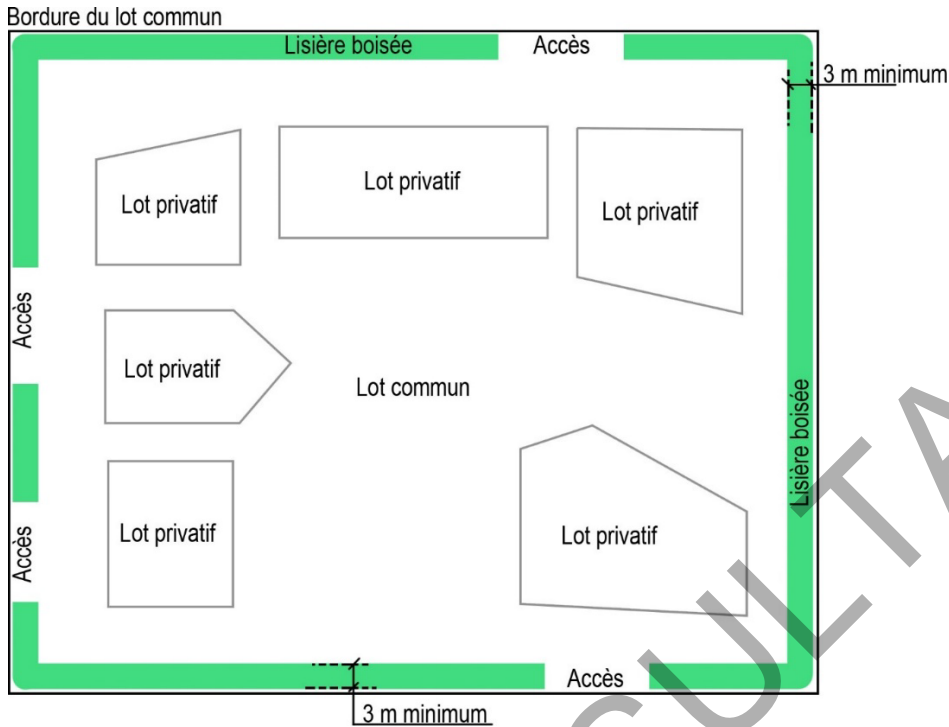 Bordure du lot commun
Lisière boisée
Accès
3 m minimum
Lot privatif
Lot privatif
Lot privatif
Accès
Lot privatif
Lot commun
Lisière boisée
Accès
Lot privatif
Lot privatif
Accès
3 m minimum